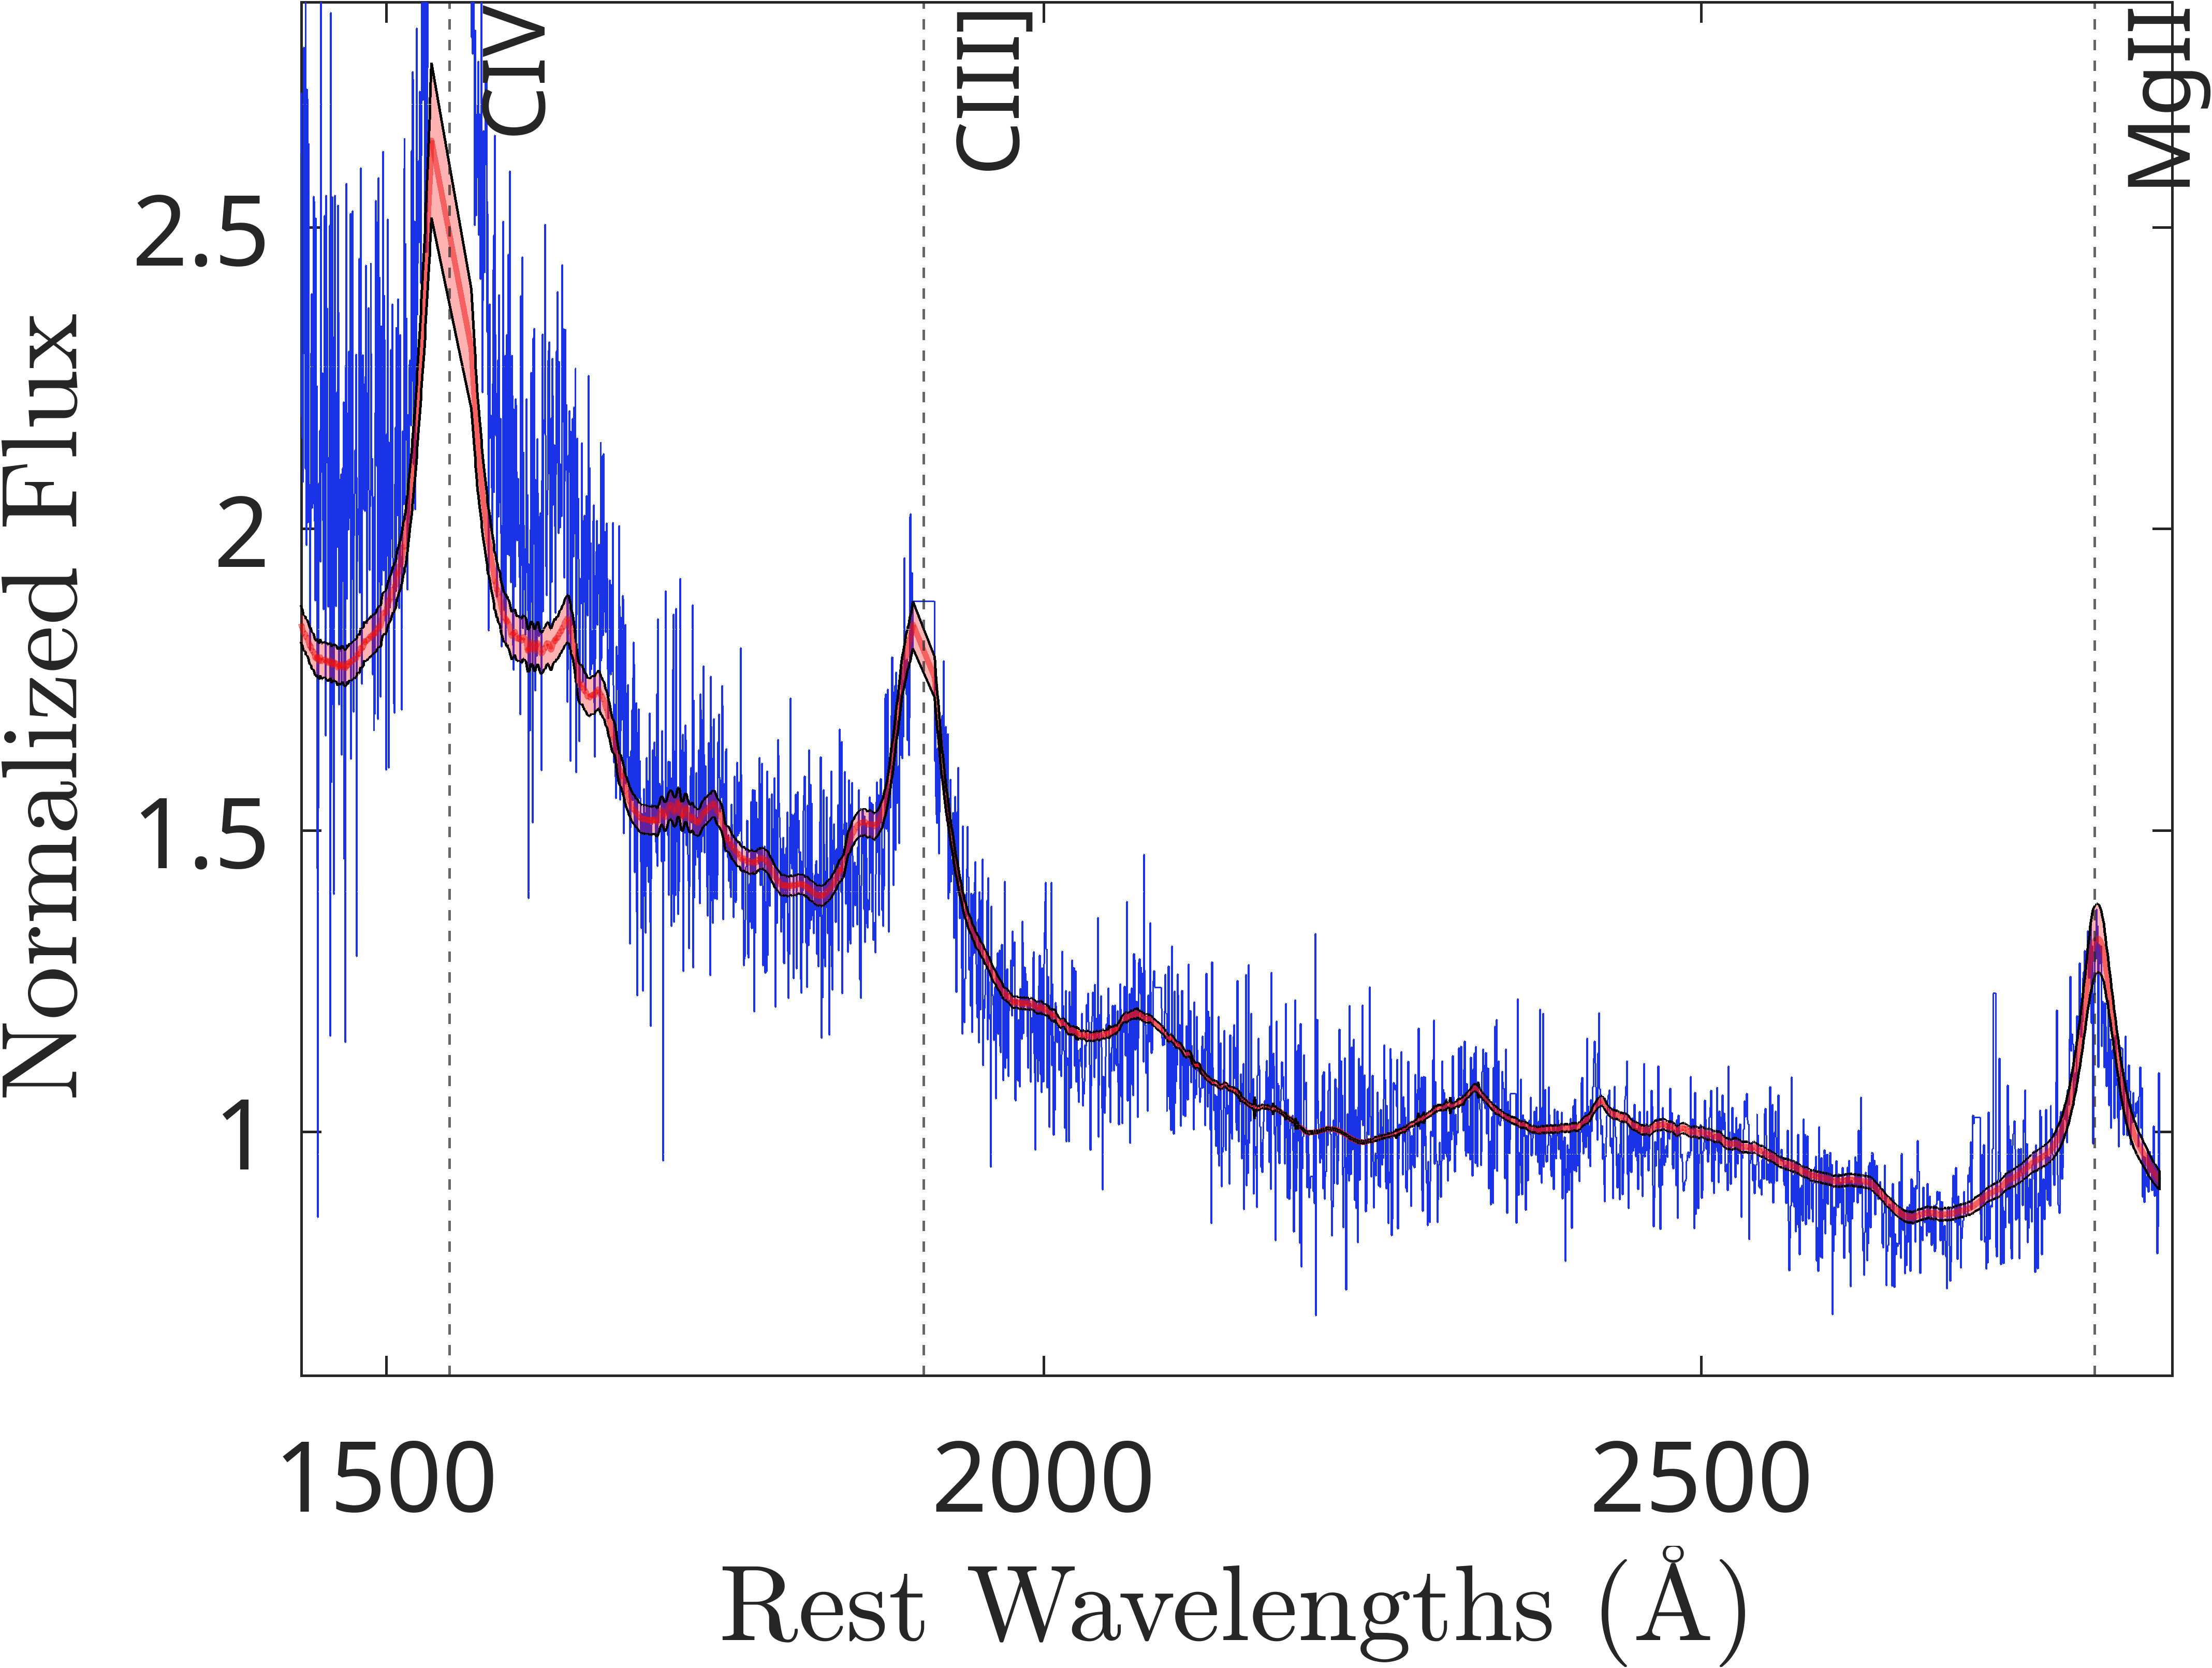 CIV
CIII]
MgII
2.5
2
1.5
1
Normalized Flux
1500
2000
2500
Rest Wavelengths (Å)